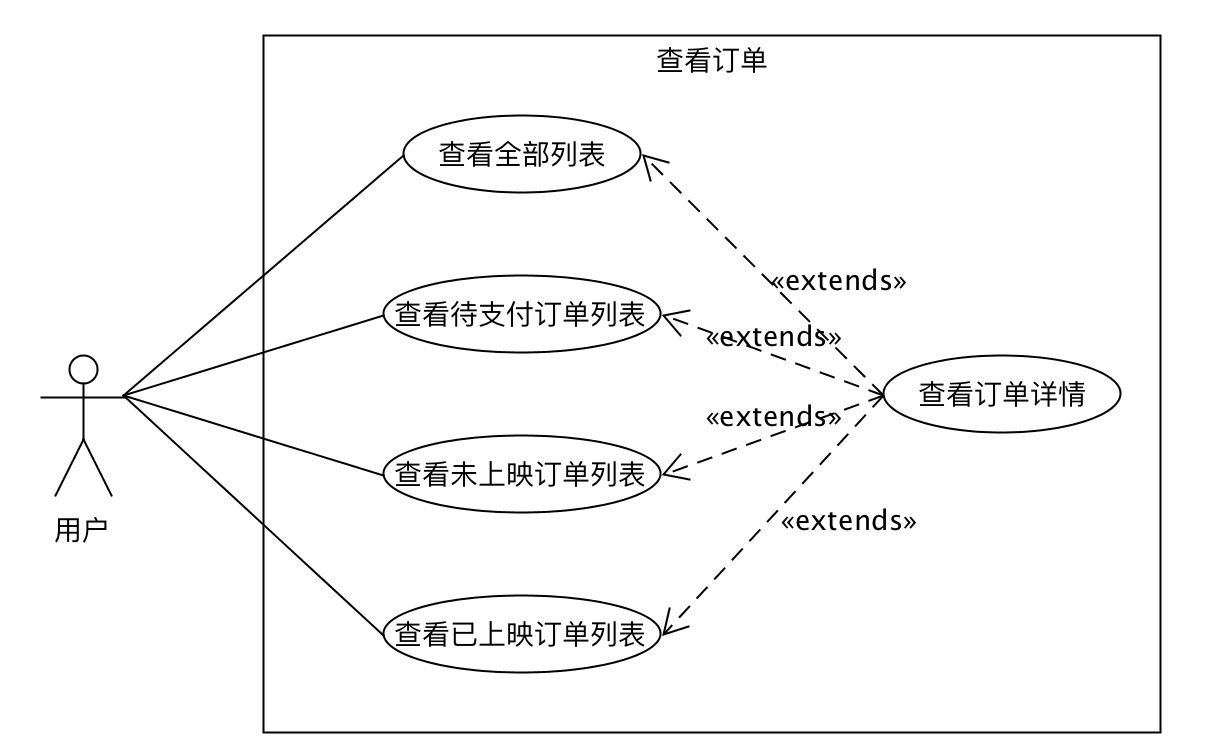 查看订单
查看全部列表
«extends»
查看待支付订单列表
«extends»
查看订单详情
«extends»
查看未上映订单列表
用户
«extends»
查看已上映订单列表